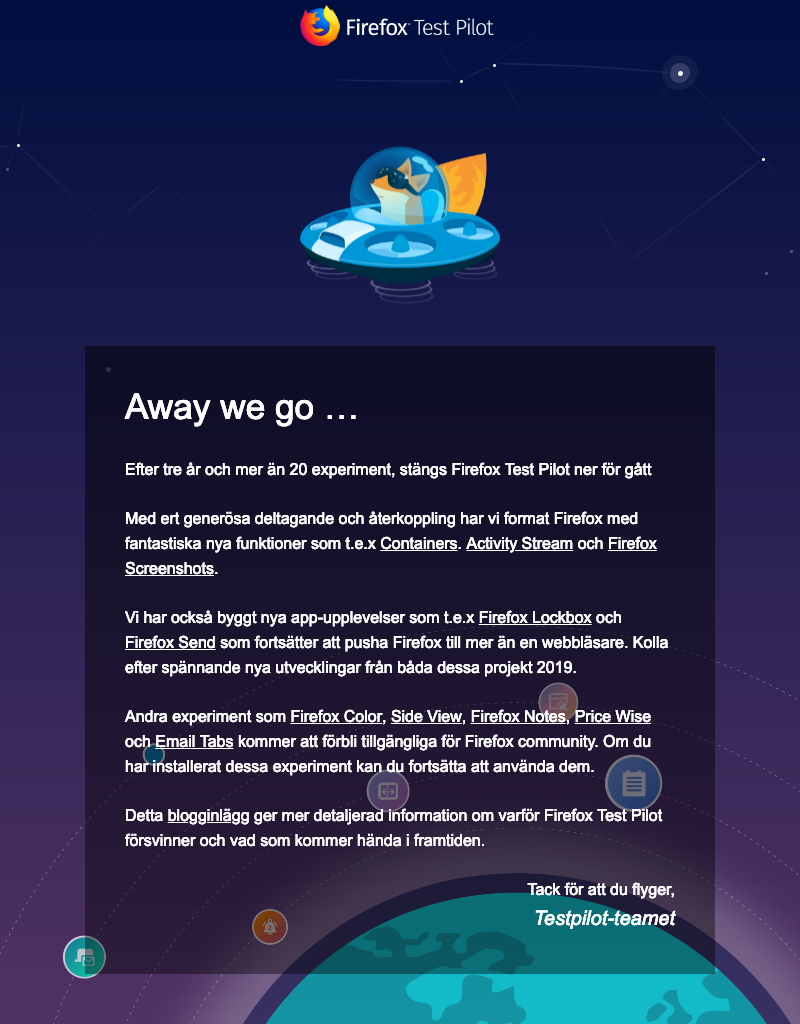 Firefox Test Pilot
Away we go …
Efter tre år och mer än 20 experiment, stängs Firefox Test Pilot ner för gått
Med ert generösa deltagande och återkoppling har vi format Firefox med
fantastiska nya funktioner som t.e.x Containers. Activity Stream och Firefox
Screenshots.
Vi har också byggt nya app-upplevelser som t.e.x Firefox Lockbox och
Firefox Send som fortsätter att pusha Firefox till mer än en webbläsare. Kolla
efter spännande nya utvecklingar från båda dessa projekt 2019.
Andra experiment som Firefox Color, Side View, Firefox Notes, Price Wise
och Email Tabs kommer att förbli tillgängliga för Firefox community. Om du
har installerat dessa experiment kan du fortsätta att använda dem.
Detta blogginlägg ger mer detaljerad information om varför Firefox Test Pilot
försvinner och vad som kommer hända i framtiden.
Tack för att du flyger,
Testpilot-teamet